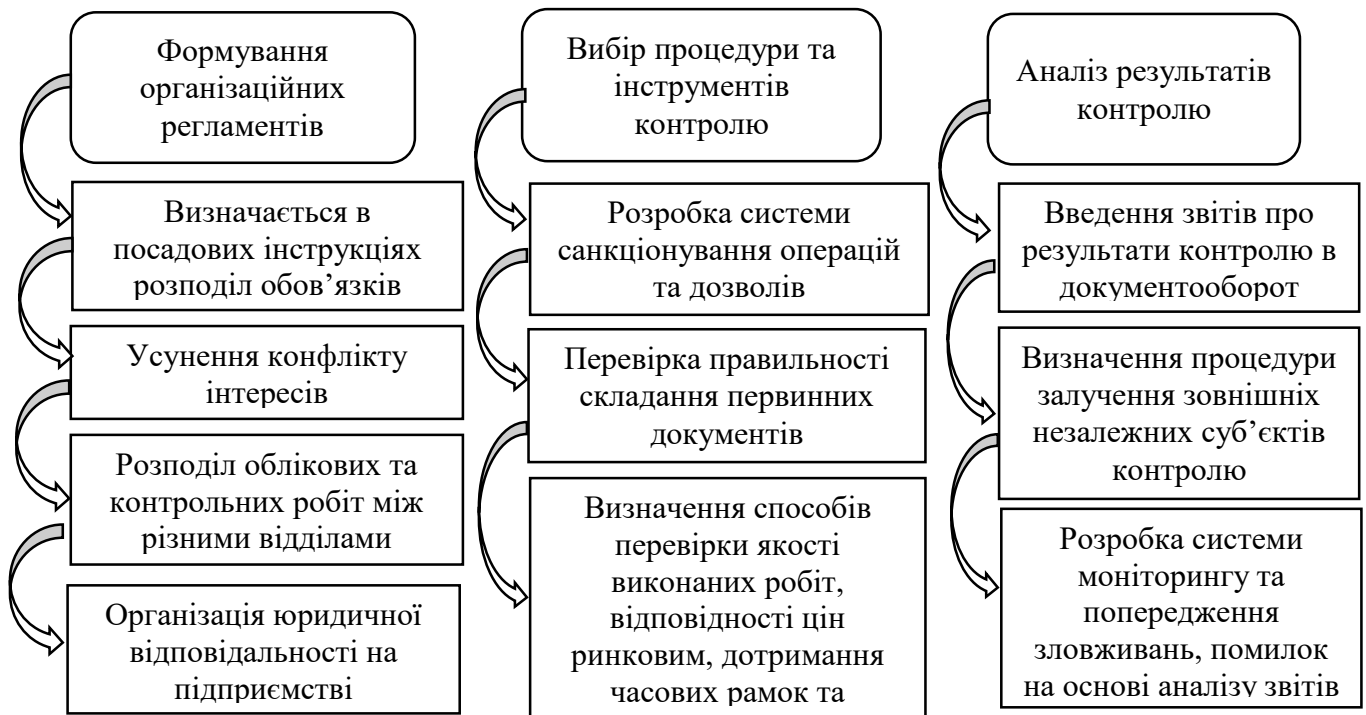 Формування
організаційних
регламентів
Визначається в
посадових інструкціях
розподіл обов’язків
Усунення конфлікту
інтересів
Розподіл облікових та
контрольних робіт між
різними відділами
Організація юридичної
відповідальності на
підприємстві
Вибір процедури та
інструментів
контролю
Розробка системи
санкціонування операцій
та дозволів
Перевірка правильності
складання первинних
документів
Визначення способів
перевірки якості
виконаних робіт,
відповідності цін
ринковим, дотримання
часових рамок та
Аналіз результатів
контролю
Введення звітів про
результати контролю в
документооборот
Визначення процедури
залучення зовнішніх
незалежних суб’єктів
контролю
Розробка системи
моніторингу та
попередження
зловживань, помилок
на основі аналізу звітів